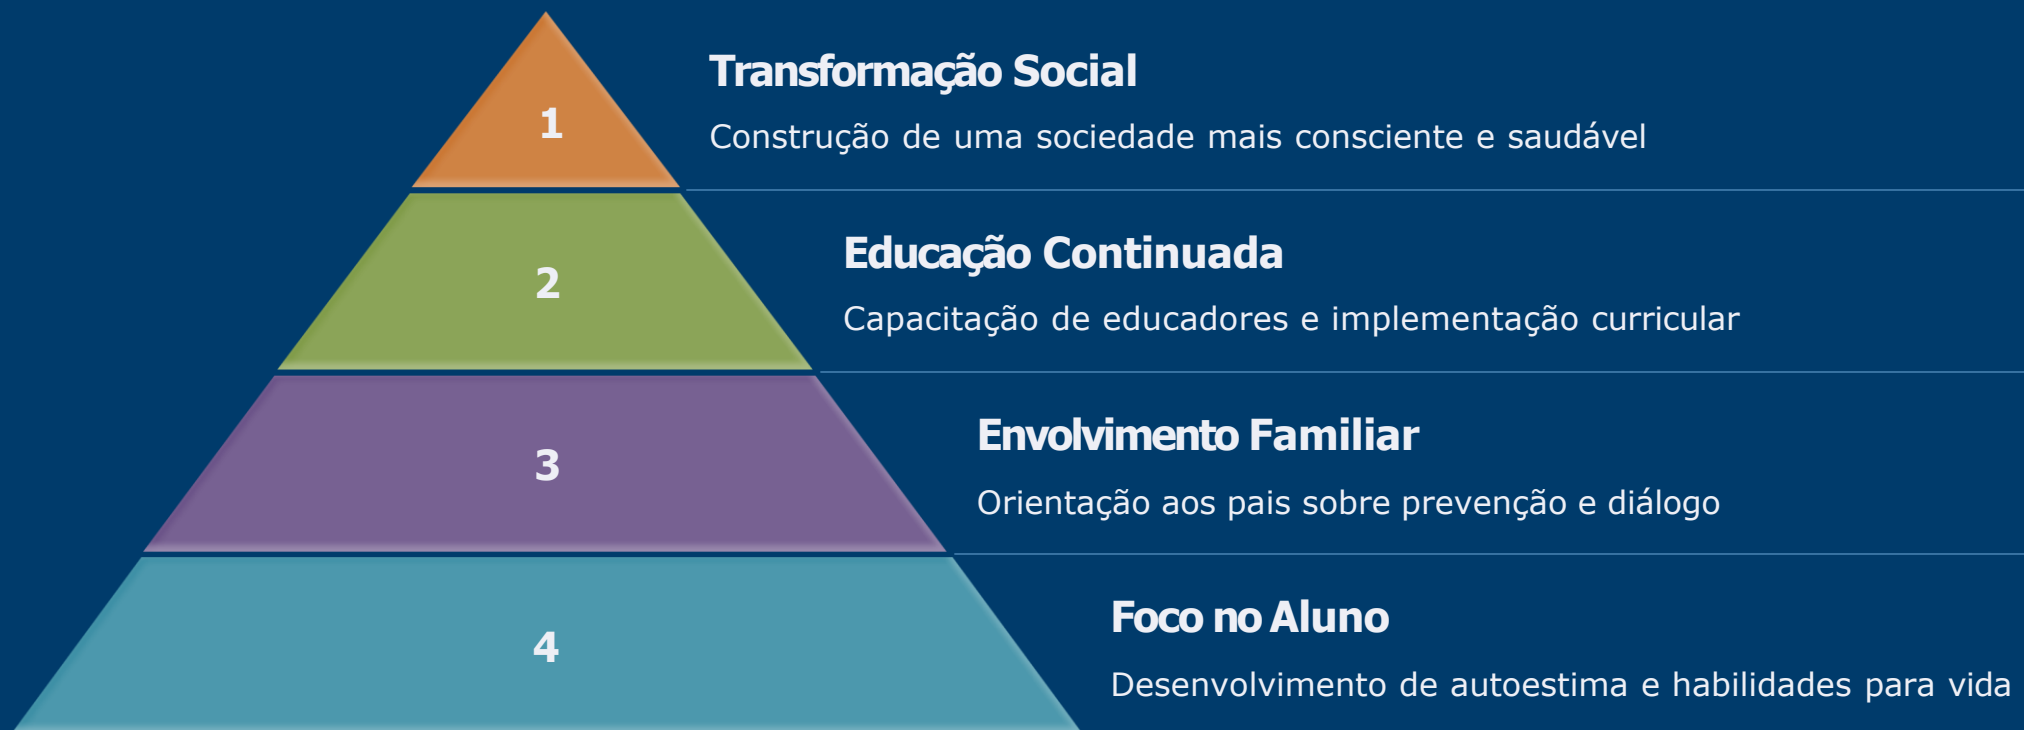 1
Transformação Social
Construção de uma sociedade mais consciente e saudável
2
Educação Continuada
Capacitação de educadores e implementação curricular
3
Envolvimento Familiar
Orientação aos pais sobre prevenção e diálogo
4
Foco no Aluno
Desenvolvimento de autoestima e habilidades para vida